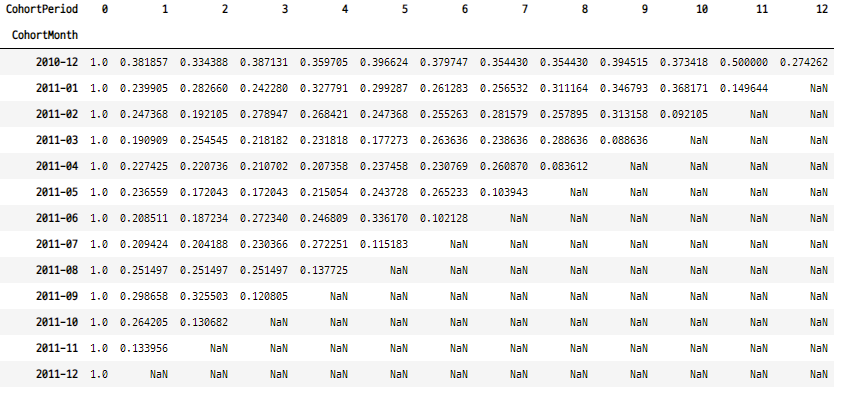 CohortPeriod 0 1 2 3 4 5 6 7 8 9 10 11 12
CohortMonth
2010-12 1.0 0.381857 0.334388 0.387131 0.359705 0.396624 0.379747 0.354430 0.354430 0.394515 0.373418 0.500000 0.274262
2011-01 1.0 0.239905 0.282660 0.242280 0.327791 0.299287 0.261283 0.256532 0.311164 0.346793 0.368171 0.149644 NaN
2011-02 1.0 0.247368 0.192105 0.278947 0.268421 0.247368 0.255263 0.281579 0.257895 0.313158 0.092105 NaN NaN
2011-03 1.0 0.190909 0.254545 0.218182 0.231818 0.177273 0.263636 0.238636 0.288636 0.088636 NaN NaN NaN
2011-04 1.0 0.227425 0.220736 0.210702 0.207358 0.237458 0.230769 0.260870 0.083612 NaN NaN NaN NaN
2011-05 1.0 0.236559 0.172043 0.172043 0.215054 0.243728 0.265233 0.103943 NaN NaN NaN NaN NaN
2011-06 1.0 0.208511 0.187234 0.272340 0.246809 0.336170 0.102128 NaN NaN NaN NaN NaN NaN
2011-07 1.0 0.209424 0.204188 0.230366 0.272251 0.115183 NaN NaN NaN NaN NaN NaN NaN
2011-08 1.0 0.251497 0.251497 0.251497 0.137725 NaN NaN NaN NaN NaN NaN NaN NaN
2011-09 1.0 0.298658 0.325503 0.120805 NaN NaN NaN NaN NaN NaN NaN NaN NaN
2011-10 1.0 0.264205 0.130682 NaN NaN NaN NaN NaN NaN NaN NaN NaN NaN
2011-11 1.0 0.133956 NaN NaN NaN NaN NaN NaN NaN NaN NaN NaN NaN
2011-12 1.0 NaN NaN NaN NaN NaN NaN NaN NaN NaN NaN NaN NaN